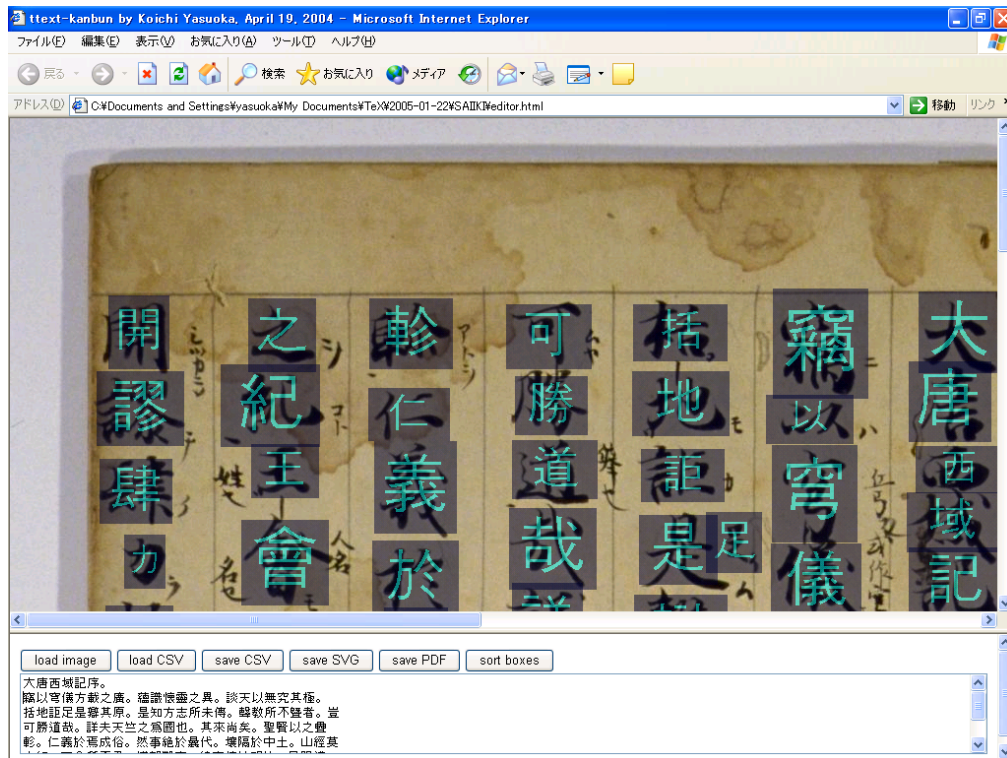 ttext-kanbun by Koichi Yasuoka, April 19, 2004 - Microsoft Internet Explorer
ファイル(F) 編集(E) 表示(V) お気に入り(A) ツール(T) ヘルプ(H)
戻る 検索 お気に入り メディア
アドレス(D) C:¥Documents and Settings¥yasuoka¥My Documents¥TeX¥2005-01-22¥SAIIKI¥editor.html 移動 リンク
大唐西域記
竊以穹儀
括地詎是足
可勝道哉詳
軫仁義於
之紀王會
開謬肆力
load image load CSV save CSV save SVG save PDF sort boxes
大唐西域記序。
竊以穹儀方載之廣。蘊識懷靈之異。談天以無究其極。
括地詎足是辯其原。是知方志所未傳。聲教所不曁者。豈
可勝道哉。詳夫天竺之爲國也。其來尚矣。聖賢以之疊
軫。仁義於焉成俗。然事絶於曩代。壤隔於中土。山經莫